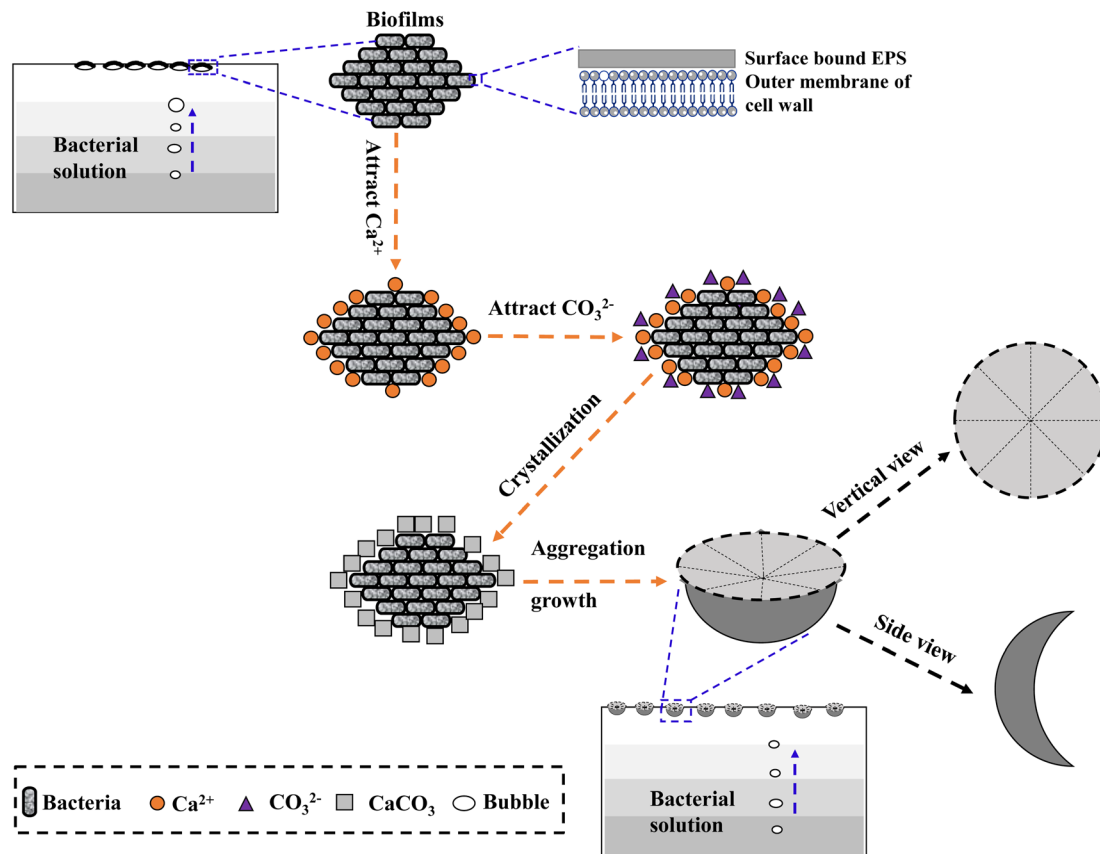 Biofilms
Surface bound EPS
Outer membrane of
cell wall
Bacterial
solution
Attract Ca²⁺
Attract CO₃²⁻
Crystallization
Vertical view
Aggregation
growth
Side view
Bacterial
solution
Bacteria Ca²⁺ CO₃²⁻ CaCO₃ Bubble